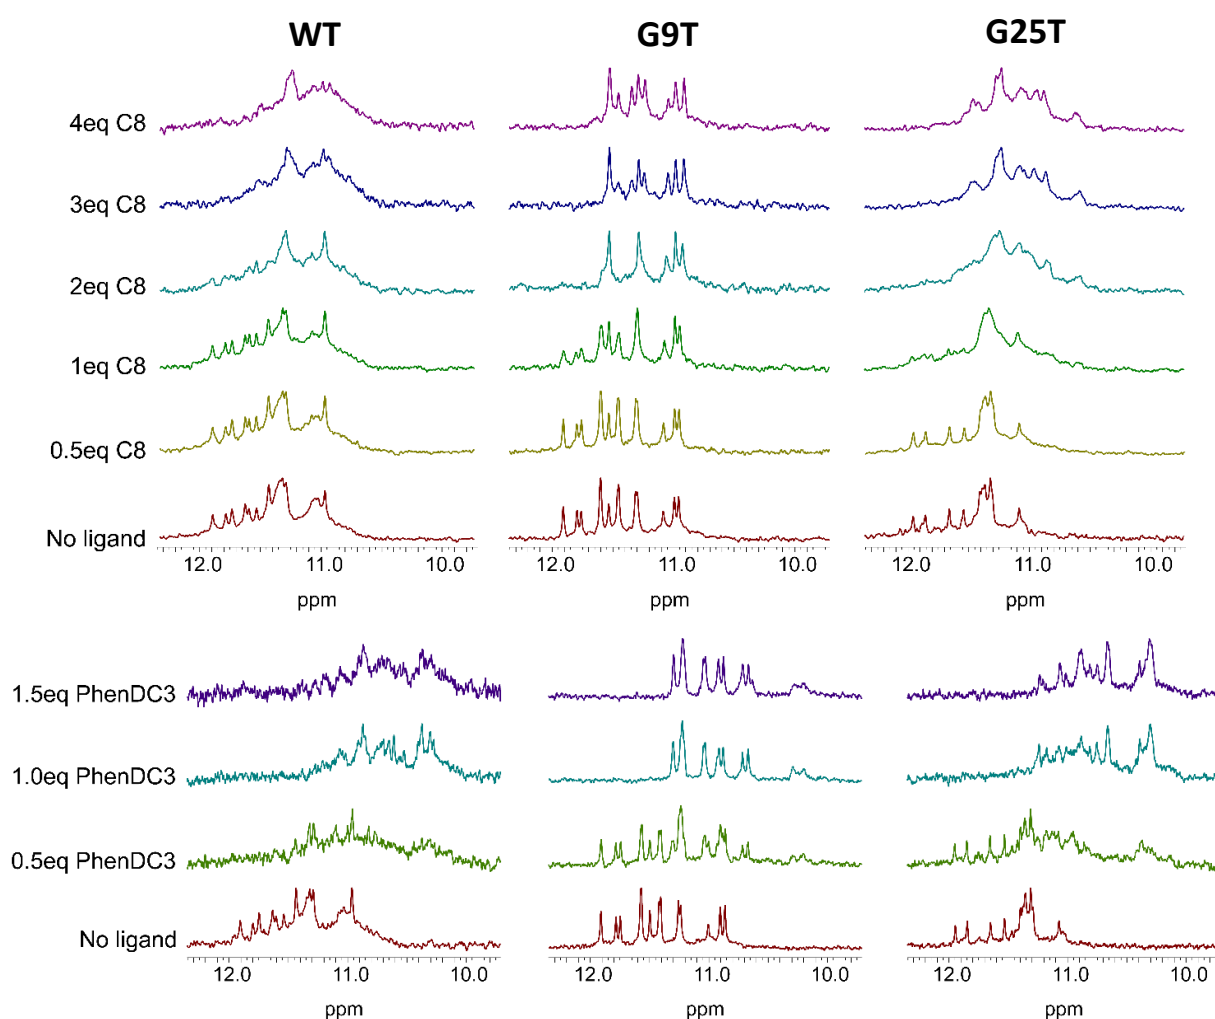 WT G9T G25T
4eq C8
3eq C8
2eq C8
1eq C8
0.5eq C8
No ligand
12.0 11.0 10.0 12.0 11.0 10.0 12.0 11.0 10.0
ppm ppm ppm
1.5eq PhenDC3
1.0eq PhenDC3
0.5eq PhenDC3
No ligand
12.0 11.0 10.0 12.0 11.0 10.0 12.0 11.0 10.0
ppm ppm ppm